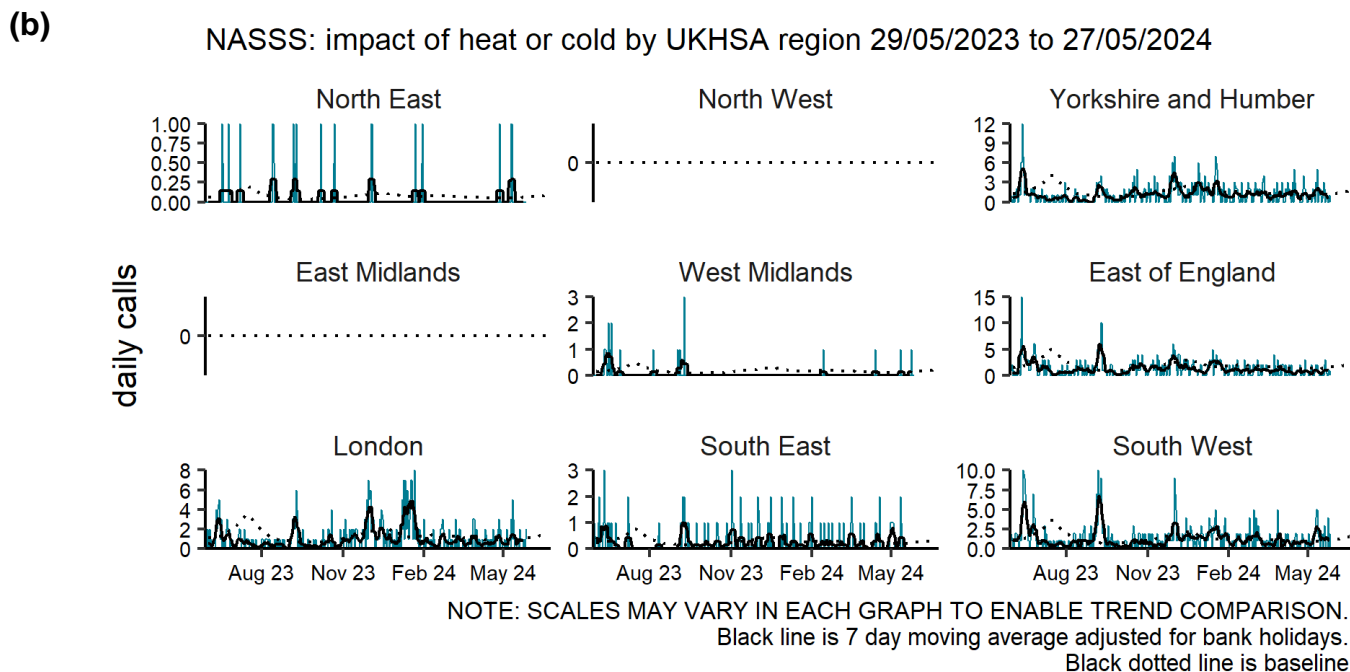 (b)
NASSS: impact of heat or cold by UKHSA region 29/05/2023 to 27/05/2024
daily calls
North East
1.00
0.75
0.50
0.25
0.00
North West
0
Yorkshire and Humber
12
9
6
3
0
East Midlands
0
West Midlands
3
2
1
0
East of England
15
10
5
0
London
8
6
4
2
0
Aug 23 Nov 23 Feb 24 May 24
South East
3
2
1
0
Aug 23 Nov 23 Feb 24 May 24
South West
10.0
7.5
5.0
2.5
0.0
Aug 23 Nov 23 Feb 24 May 24
NOTE: SCALES MAY VARY IN EACH GRAPH TO ENABLE TREND COMPARISON.
Black line is 7 day moving average adjusted for bank holidays.
Black dotted line is baseline